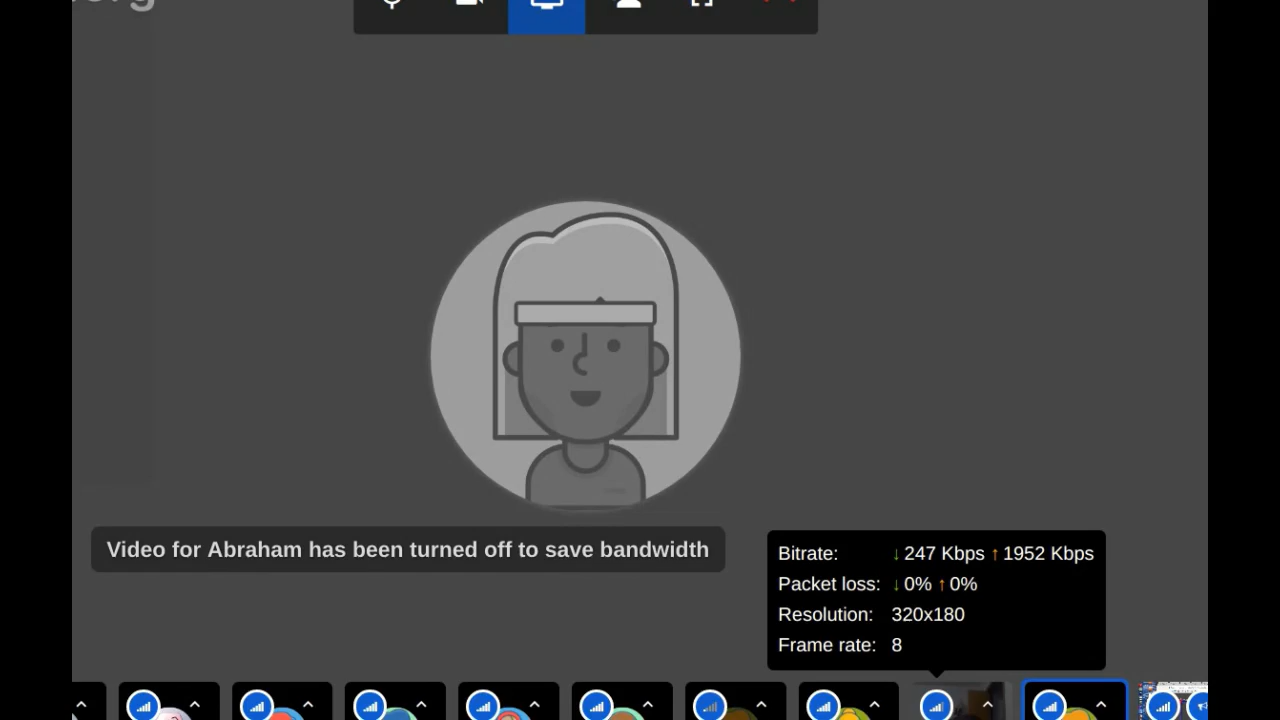 Video for Abraham has been turned off to save bandwidth
Bitrate: ↓ 247 Kbps ↑ 1952 Kbps
Packet loss: ↓ 0% ↑ 0%
Resolution: 320x180
Frame rate: 8